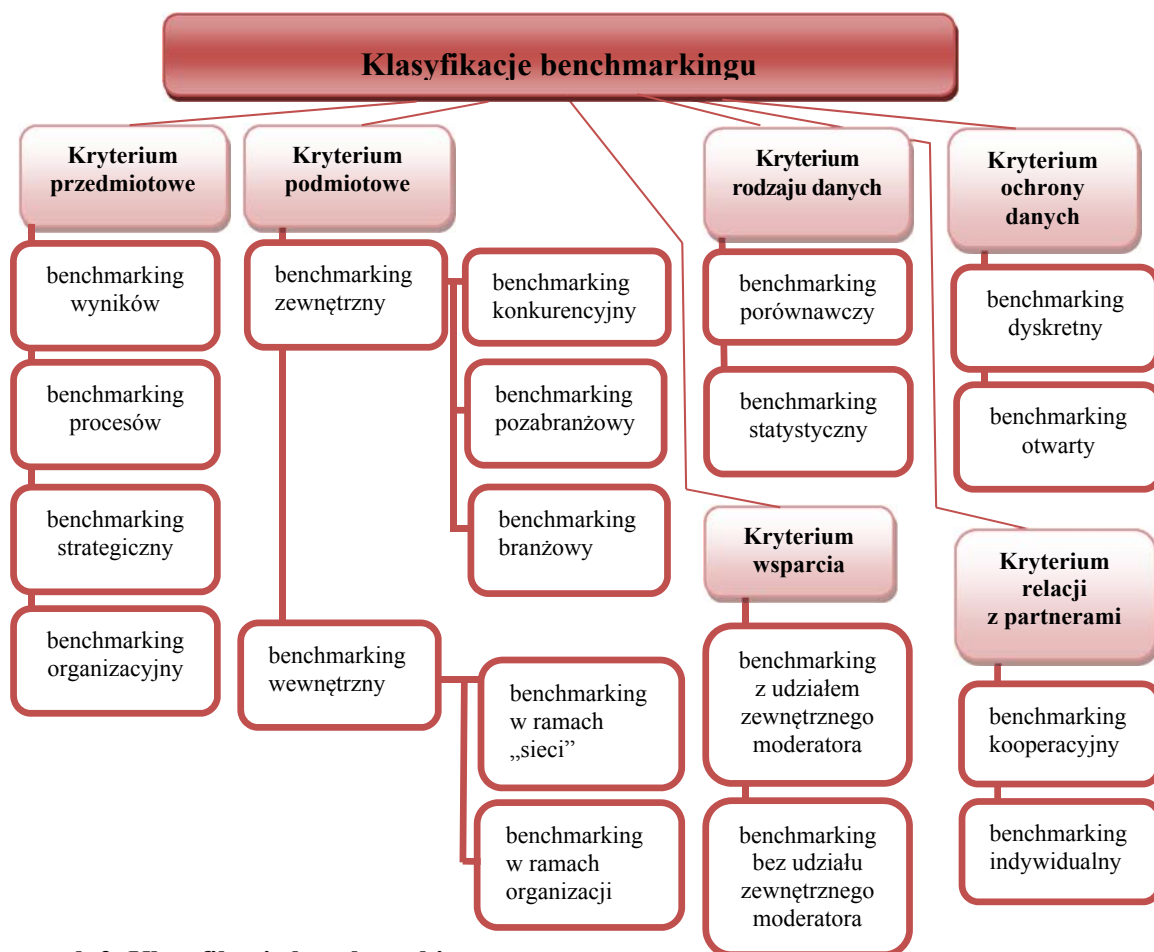 Klasyfikacje benchmarkingu
Kryterium
przedmiotowe
benchmarking
wyników
benchmarking
procesów
benchmarking
strategiczny
benchmarking
organizacyjny
Kryterium
podmiotowe
benchmarking
zewnętrzny
benchmarking
konkurencyjny
benchmarking
pozabranżowy
benchmarking
branżowy
benchmarking
wewnętrzny
benchmarking
w ramach
„sieci”
benchmarking
w ramach
organizacji
Kryterium
rodzaju danych
benchmarking
porównawczy
benchmarking
statystyczny
Kryterium
wsparcia
benchmarking
z udziałem
zewnętrznego
moderatora
benchmarking
bez udziału
zewnętrznego
moderatora
Kryterium
ochrony
danych
benchmarking
dyskretny
benchmarking
otwarty
Kryterium
relacji
z partnerami
benchmarking
kooperacyjny
benchmarking
indywidualny